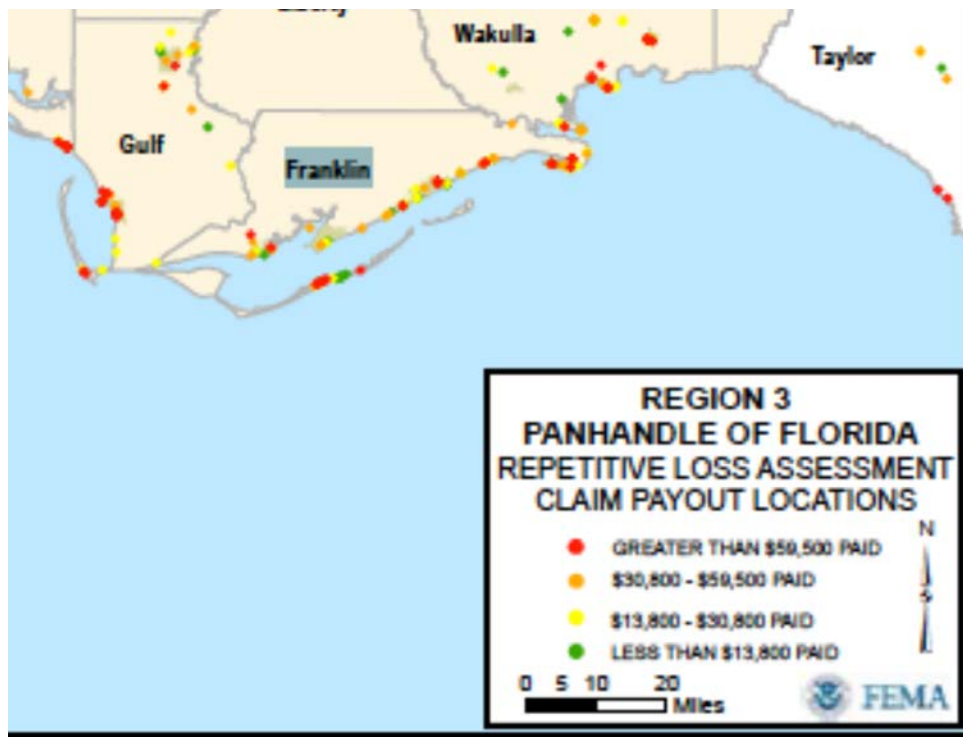 Liberty
Wakulla
Taylor
Gulf
Franklin
REGION 3
PANHANDLE OF FLORIDA
REPETITIVE LOSS ASSESSMENT
CLAIM PAYOUT LOCATIONS
N
GREATER THAN $59,500 PAID
$30,800 - $59,500 PAID
S
$13,800 - $30,800 PAID
LESS THAN $13,800 PAID
0 5 10 20
Miles
FEMA